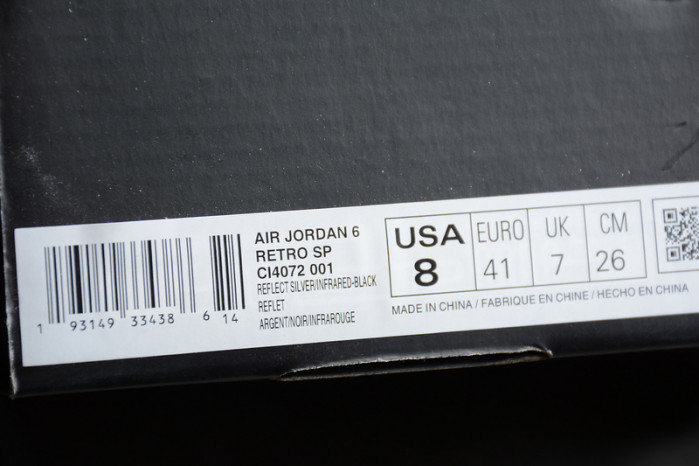 AIR JORDAN 6
RETRO SP
CI4072 001
REFLECT SILVER/INFRARED-BLACK
REFLET
ARGENT/NOIR/INFRAROUGE
1 93149 33438 6 14
USA EURO UK CM
8 41 7 26
MADE IN CHINA / FABRIQUE EN CHINE / HECHO EN CHINA